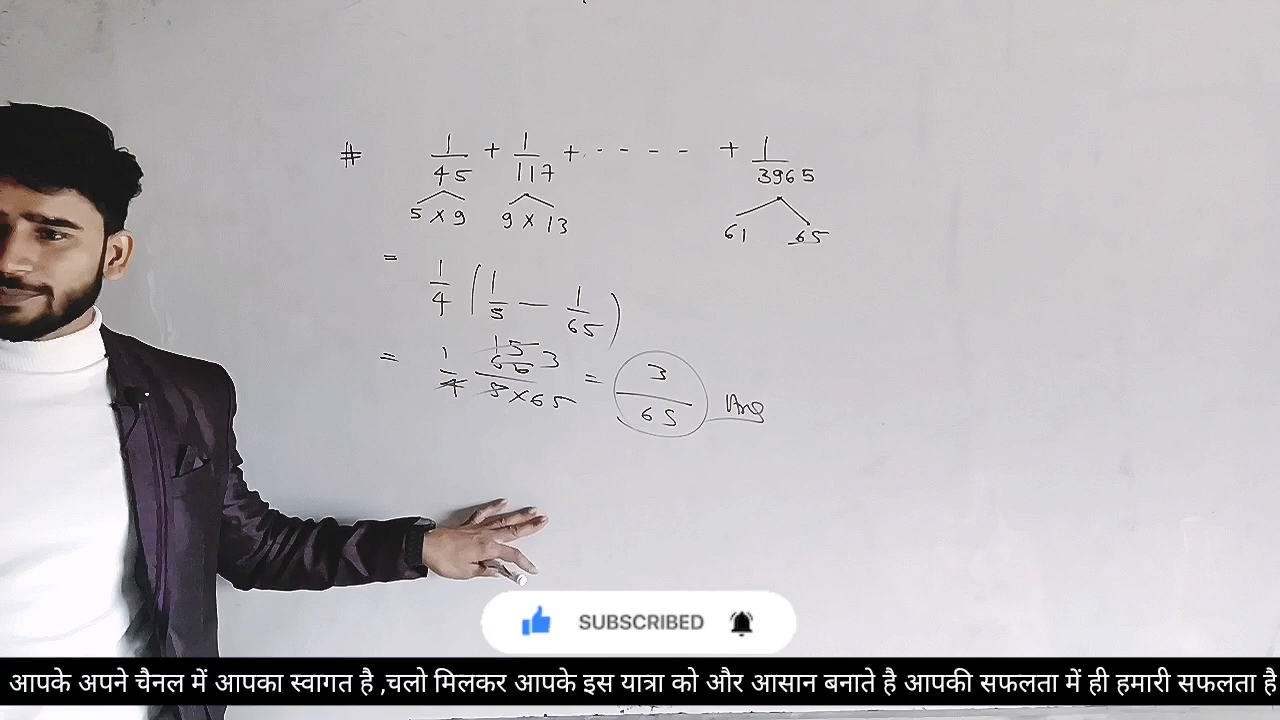 # 1/45 + 1/117 + - - - - + 1/3965
5 × 9 9 × 13 61 65
= 1/4 (1/5 — 1/65)
= 1/4 60 15 3 / 5 × 65 = 3/65 Ans
SUBSCRIBED
आपके अपने चैनल में आपका स्वागत है ,चलो मिलकर आपके इस यात्रा को और आसान बनाते है आपकी सफलता में ही हमारी सफलता है